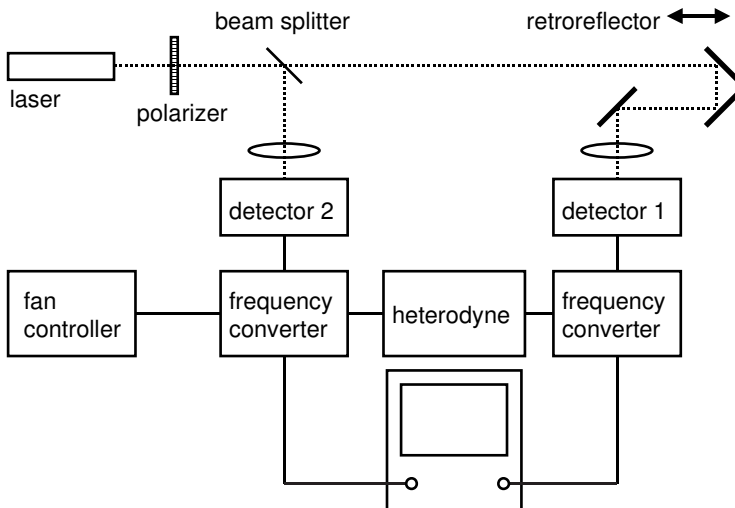 beam splitter
retroreflector
laser
polarizer
detector 2
detector 1
fan
controller
frequency
converter
heterodyne
frequency
converter